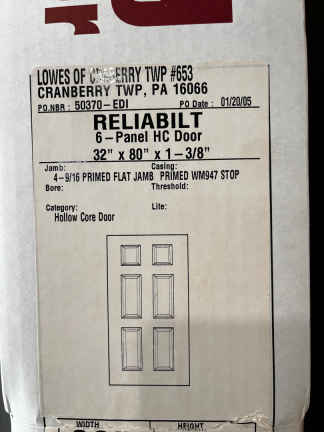 LOWES OF CRANBERRY TWP #653
CRANBERRY TWP, PA 16066
PO.NBR : 50370-EDI PO Date : 01/20/05
RELIABILT
6-Panel HC Door
32" x 80" x 1-3/8"
Jamb: Casing:
4-9/16 PRIMED FLAT JAMB PRIMED WM947 STOP
Bore: Threshold:
Category: Lite:
Hollow Core Door
WIDTH HEIGHT